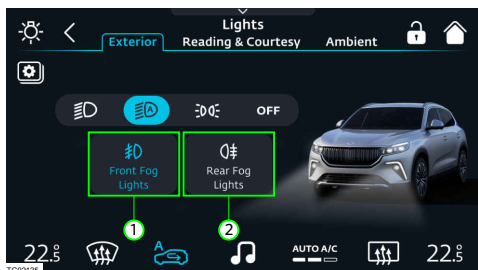 Lights
Exterior
Reading & Courtesy
Ambient
A
OFF
Front Fog
Lights
Rear Fog
Lights
1
2
22.5
A
AUTO A/C
22.5